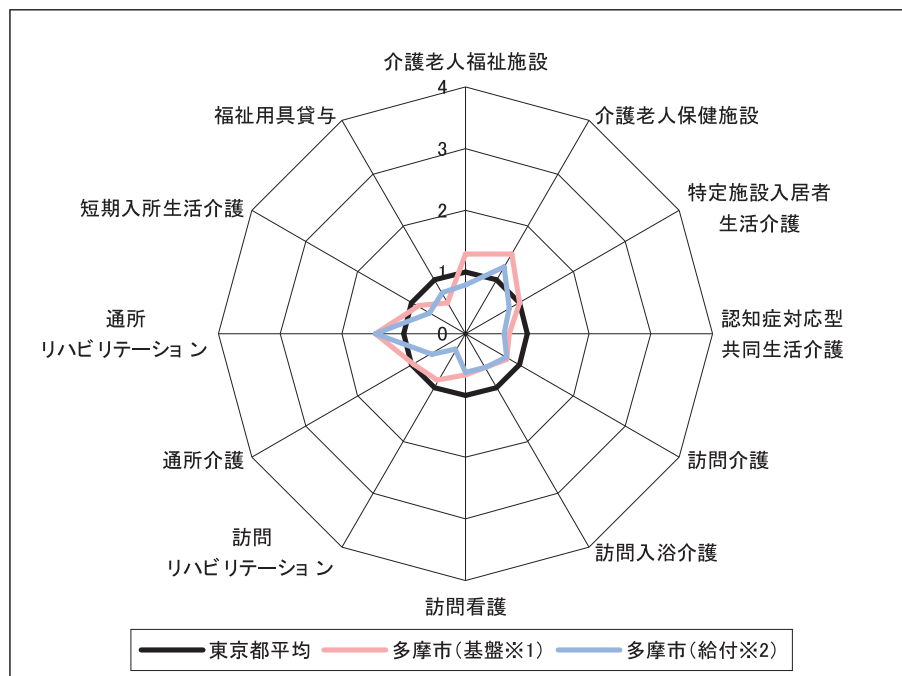 介護老人福祉施設
4
福祉用具貸与
介護老人保健施設
3
短期入所生活介護
特定施設入居者
生活介護
2
1
通所
リハビリテーション
0
認知症対応型
共同生活介護
通所介護
訪問介護
訪問
リハビリテーション
訪問入浴介護
訪問看護
東京都平均
多摩市(基盤※1)
多摩市(給付※2)